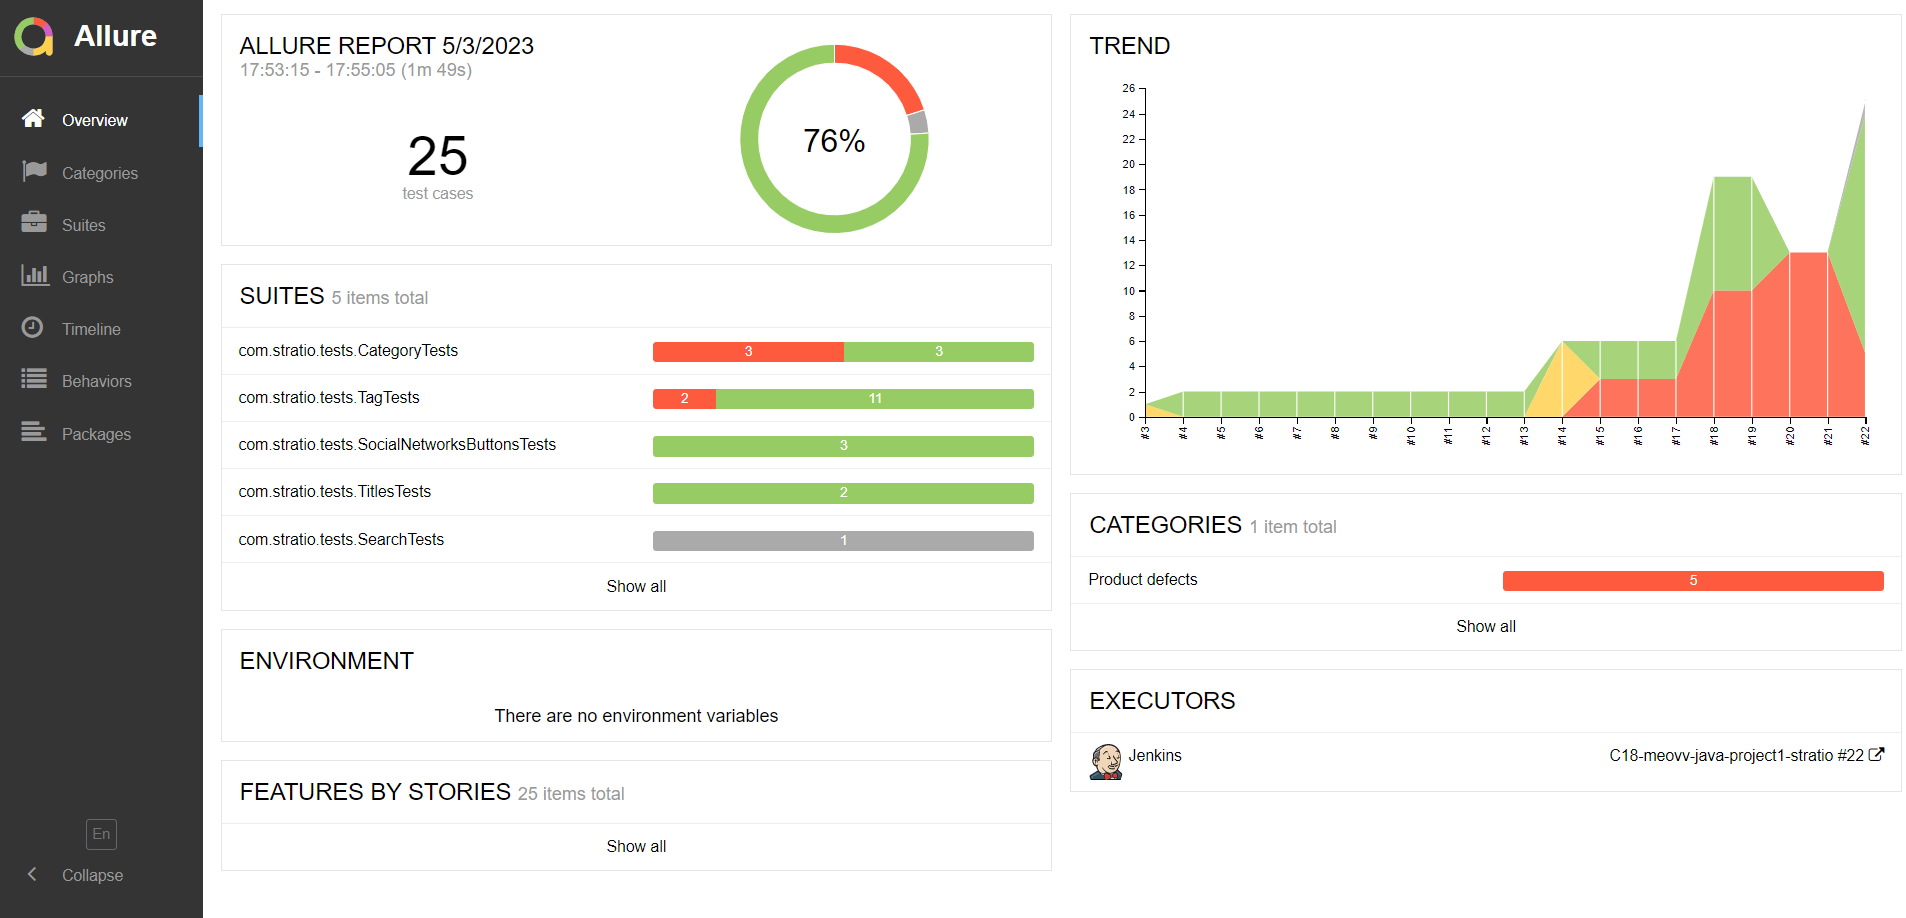 Allure
Overview
Categories
Suites
Graphs
Timeline
Behaviors
Packages
En
Collapse
ALLURE REPORT 5/3/2023
17:53:15 - 17:55:05 (1m 49s)
25
test cases
76%
SUITES 5 items total
com.stratio.tests.CategoryTests 3 3
com.stratio.tests.TagTests 2 11
com.stratio.tests.SocialNetworksButtonsTests 3
com.stratio.tests.TitlesTests 2
com.stratio.tests.SearchTests 1
Show all
ENVIRONMENT
There are no environment variables
FEATURES BY STORIES 25 items total
Show all
TREND
26
24
22
20
18
16
14
12
10
8
6
4
2
0
#3 #4 #5 #6 #7 #8 #9 #10 #11 #12 #13 #14 #15 #16 #17 #18 #19 #20 #21 #22
CATEGORIES 1 item total
Product defects 5
Show all
EXECUTORS
Jenkins C18-meovv-java-project1-stratio #22